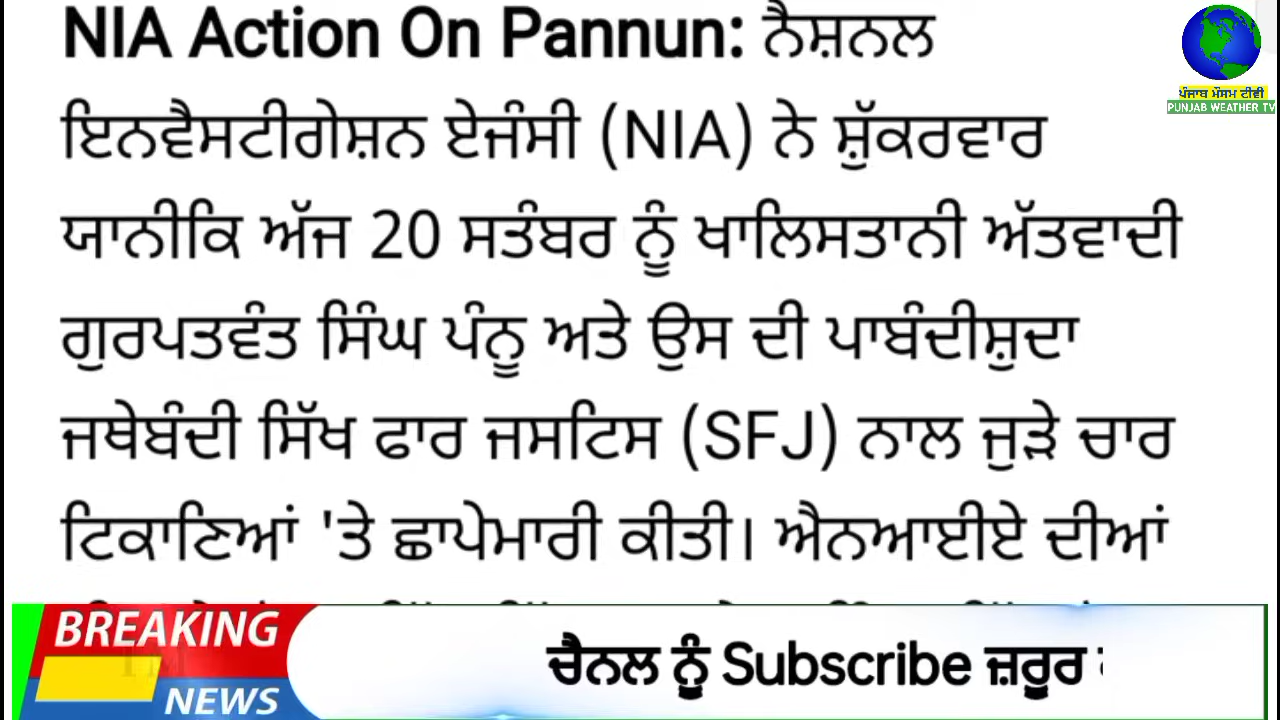 NIA Action On Pannun: ਨੈਸ਼ਨਲ
ਇਨਵੈਸਟੀਗੇਸ਼ਨ ਏਜੰਸੀ (NIA) ਨੇ ਸ਼ੁੱਕਰਵਾਰ
ਯਾਨੀਕਿ ਅੱਜ 20 ਸਤੰਬਰ ਨੂੰ ਖਾਲਿਸਤਾਨੀ ਅੱਤਵਾਦੀ
ਗੁਰਪਤਵੰਤ ਸਿੰਘ ਪੰਨੂ ਅਤੇ ਉਸ ਦੀ ਪਾਬੰਦੀਸ਼ੁਦਾ
ਜਥੇਬੰਦੀ ਸਿੱਖ ਫਾਰ ਜਸਟਿਸ (SFJ) ਨਾਲ ਜੁੜੇ ਚਾਰ
ਟਿਕਾਣਿਆਂ 'ਤੇ ਛਾਪੇਮਾਰੀ ਕੀਤੀ। ਐਨਆਈਏ ਦੀਆਂ
ਪੰਜਾਬ ਮੌਸਮ ਟੀਵੀ
PUNJAB WEATHER TV
BREAKING
NEWS
ਚੈਨਲ ਨੂੰ Subscribe ਜ਼ਰੂਰ